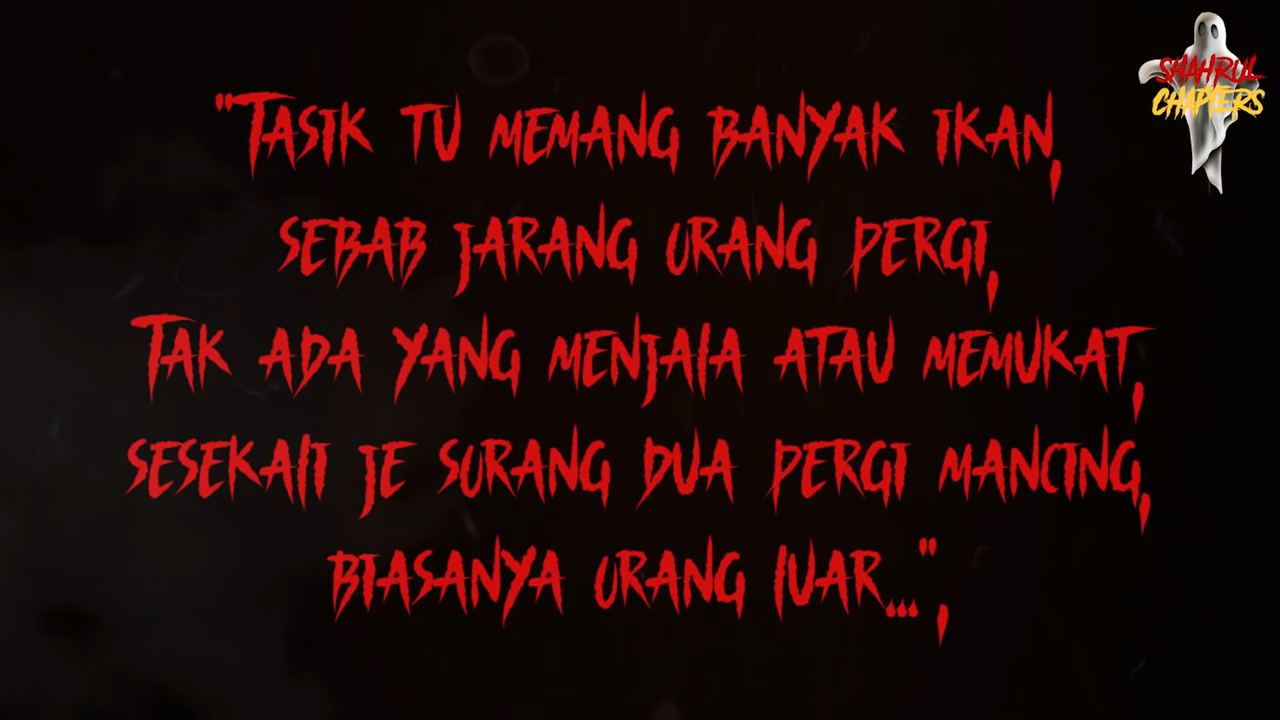 "Tasik tu memang banyak ikan,
sebab jarang orang pergi,
Tak ada yang menjala atau memukat,
sesekali je sorang dua pergi mancing,
biasanya orang luar...",
SHAHRUL
CHAPTERS